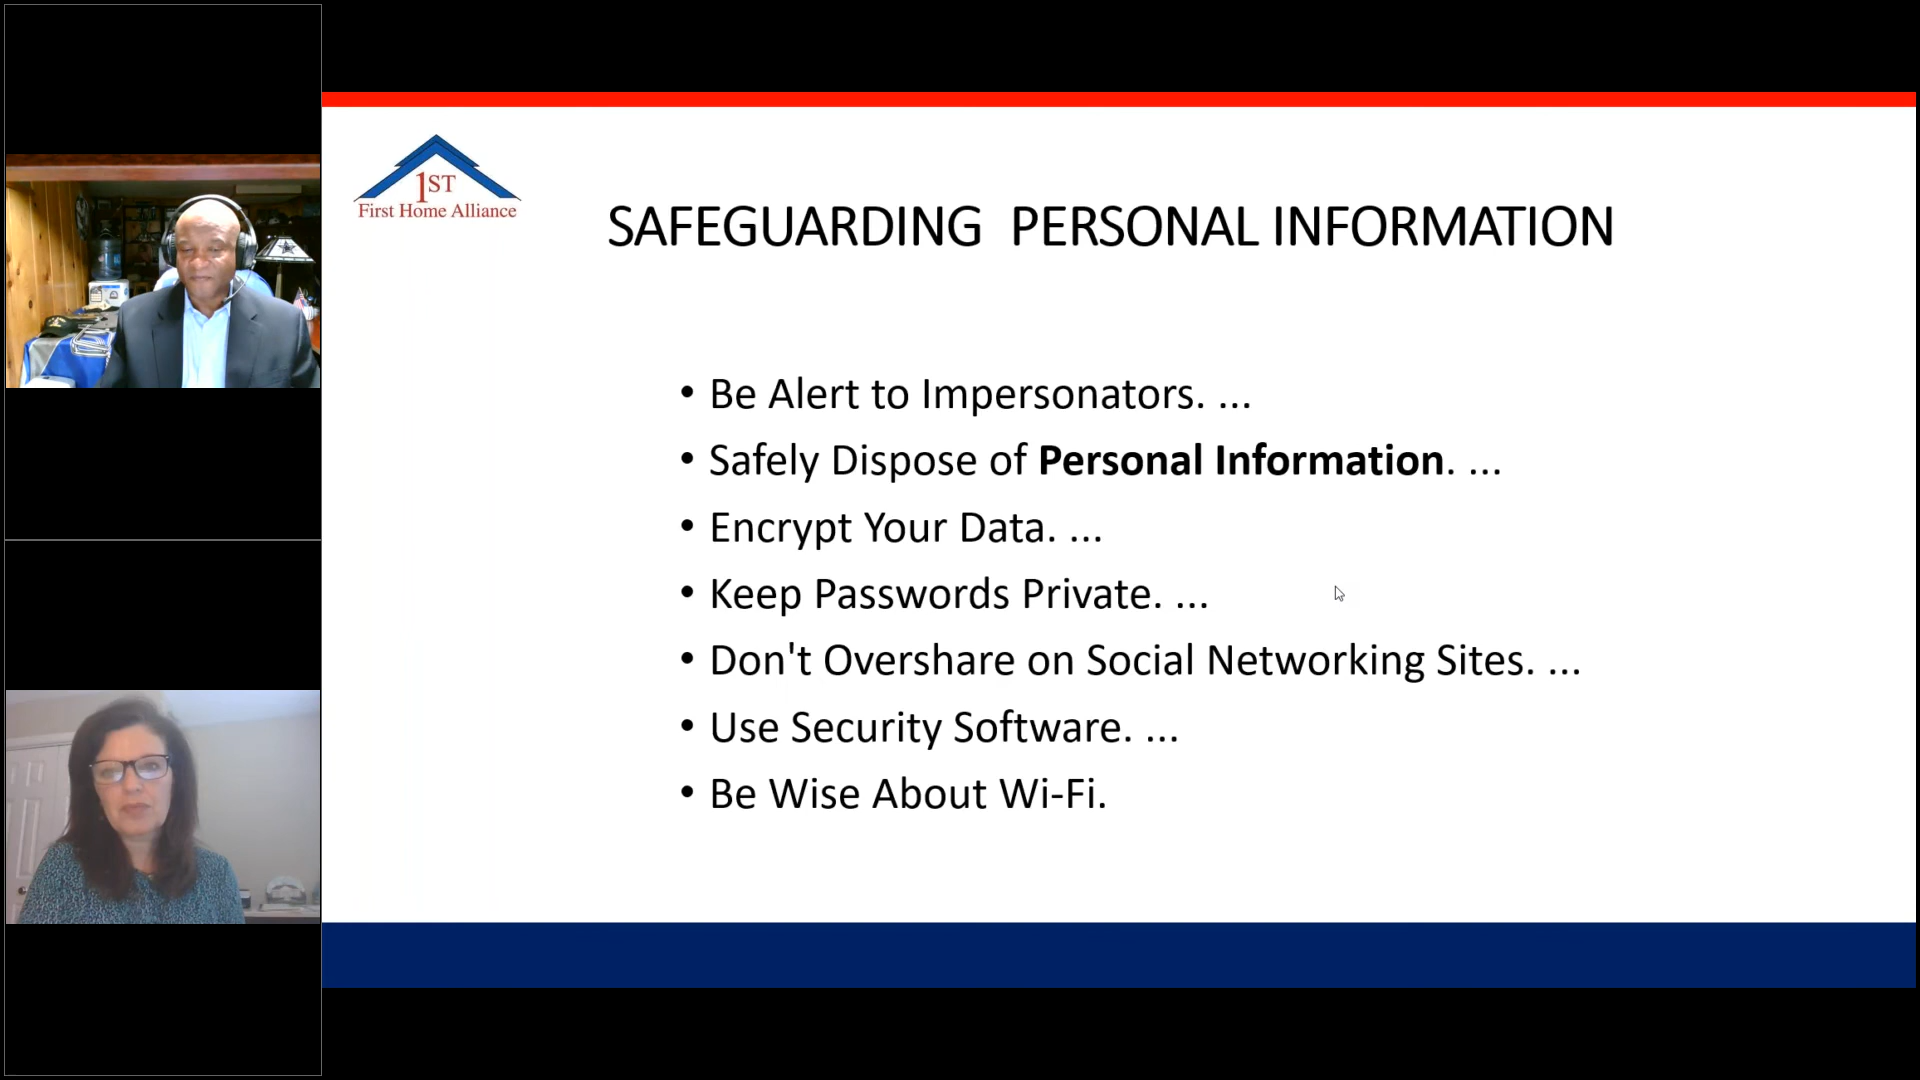 1ST
First Home Alliance
SAFEGUARDING  PERSONAL INFORMATION
• Be Alert to Impersonators. ...
• Safely Dispose of Personal Information. ...
• Encrypt Your Data. ...
• Keep Passwords Private. ...
• Don't Overshare on Social Networking Sites. ...
• Use Security Software. ...
• Be Wise About Wi-Fi.